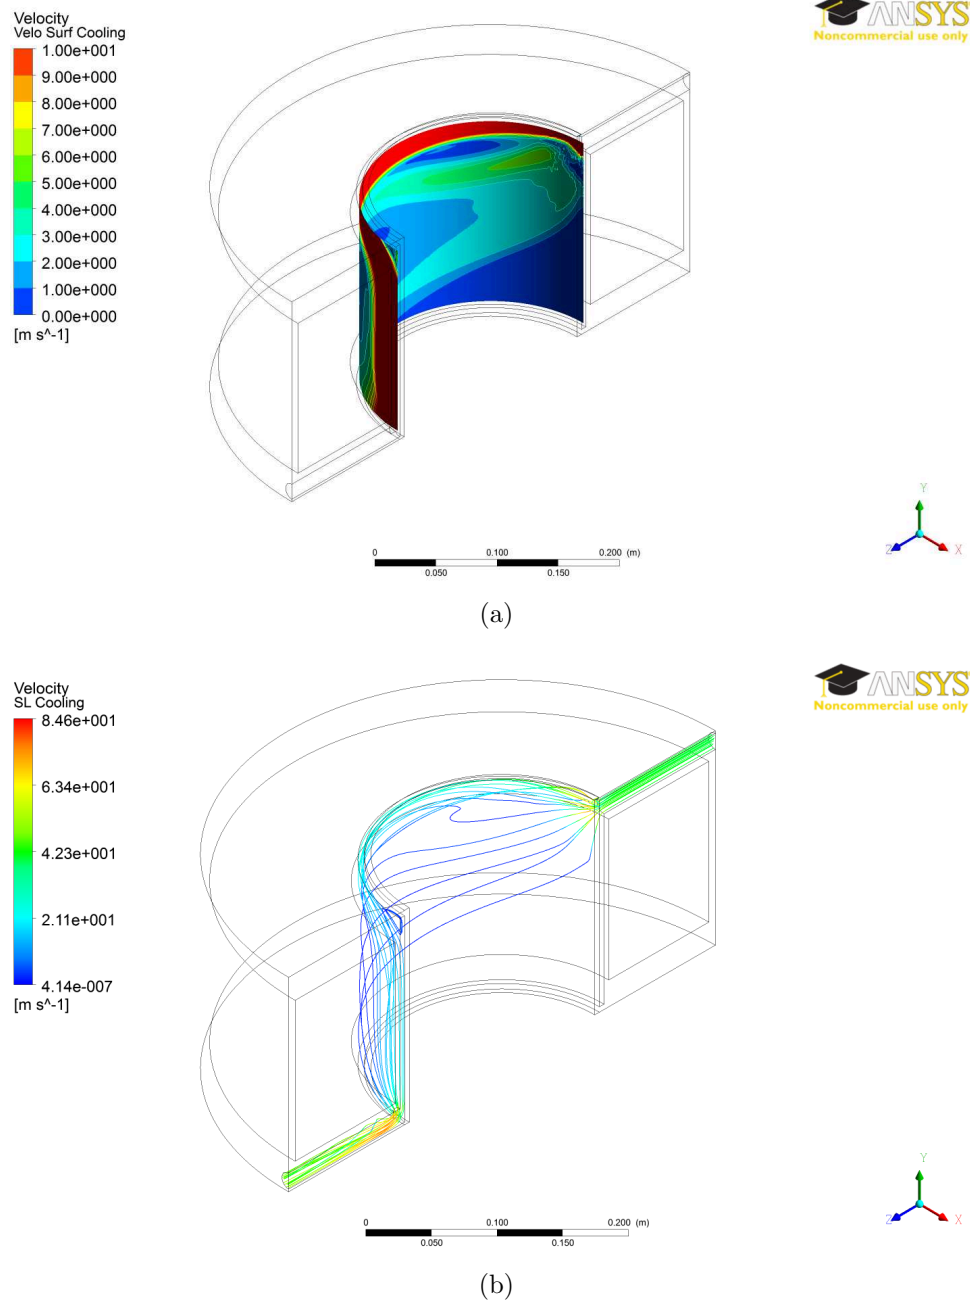 Velocity
Velo Surf Cooling
1.00e+001
9.00e+000
8.00e+000
7.00e+000
6.00e+000
5.00e+000
4.00e+000
3.00e+000
2.00e+000
1.00e+000
0.00e+000
[m s^-1]
ANSYS
Noncommercial use only
Y
Z
X
0 0.100 0.200 (m)
0.050 0.150
(a)
Velocity
SL Cooling
8.46e+001
6.34e+001
4.23e+001
2.11e+001
4.14e-007
[m s^-1]
ANSYS
Noncommercial use only
Y
Z
X
0 0.100 0.200 (m)
0.050 0.150
(b)